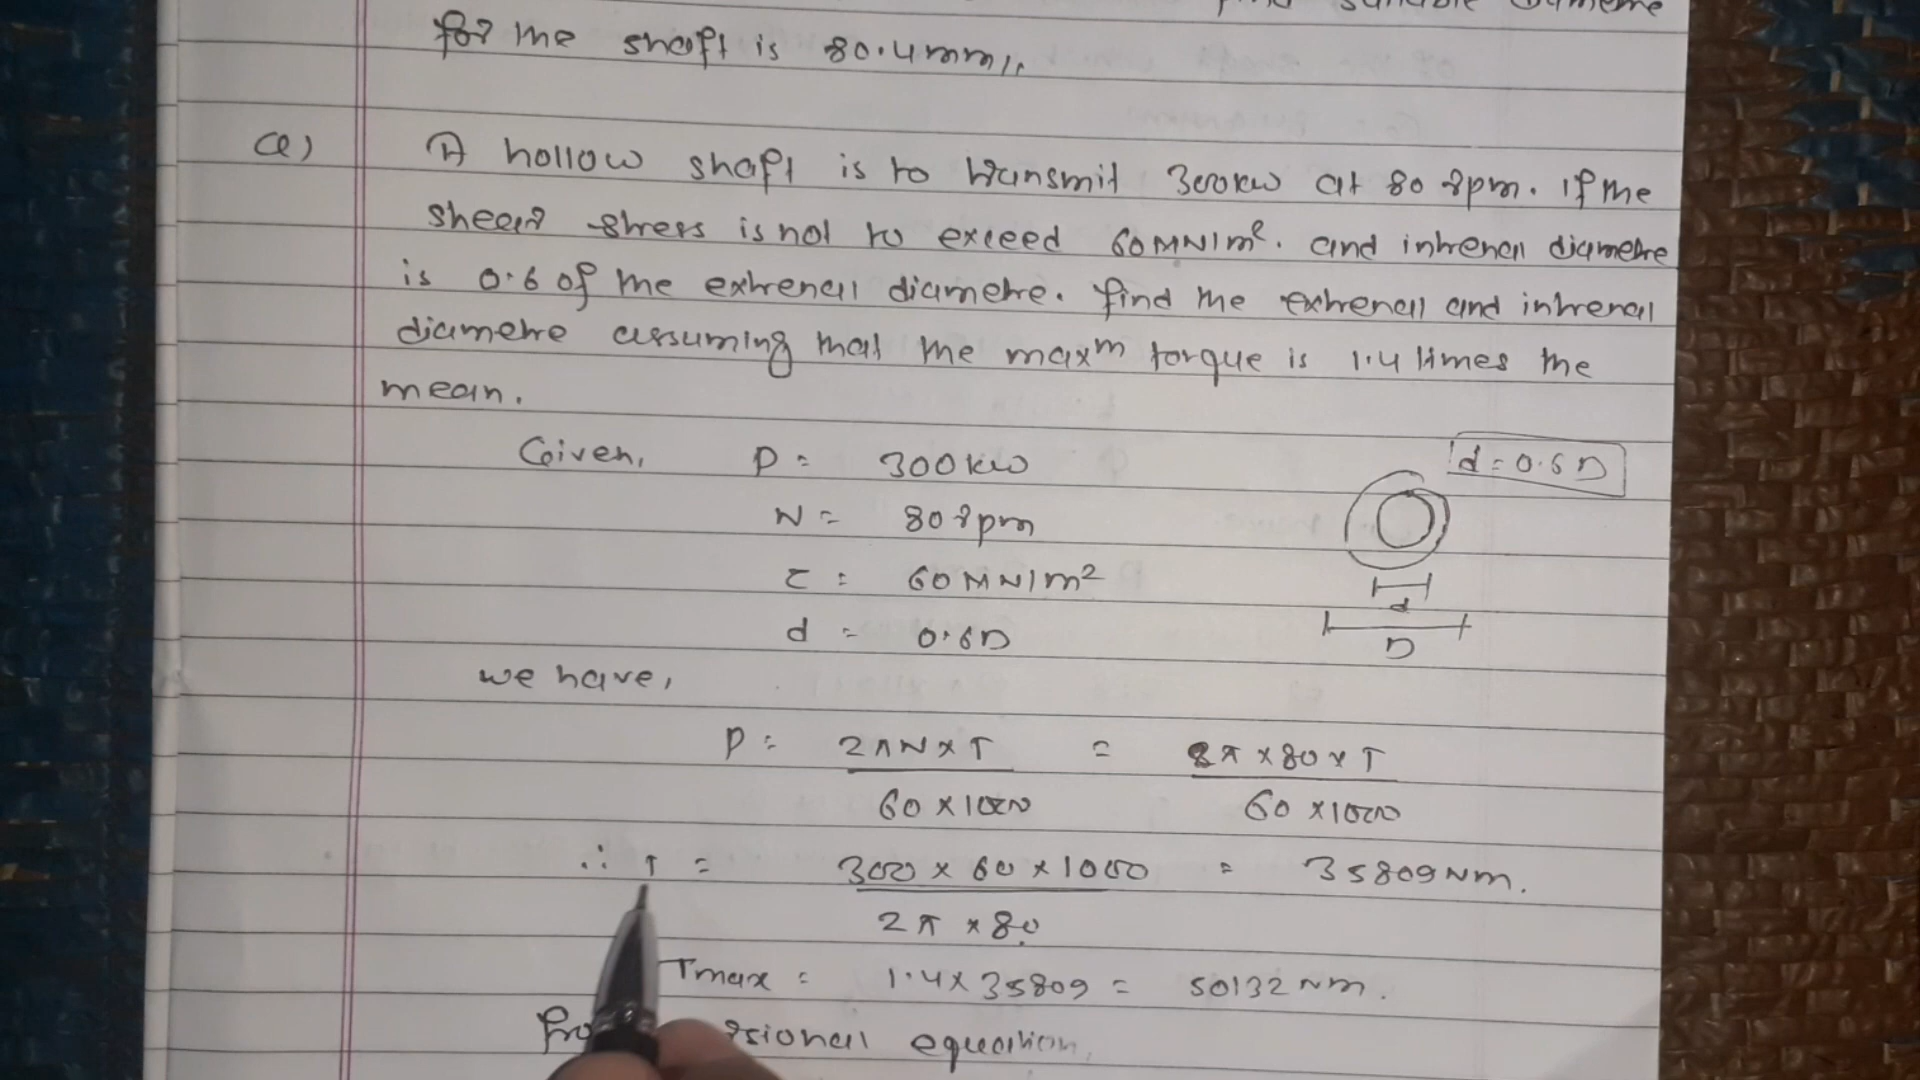 find suitable
for the shaft is 80.4mm,,
Q)
A hollow shaft is to transmit 300kw at 80 rpm. if the
shear stress is not to exceed 60MN/m². and internal diametre
is 0.6 of the external diametre. find the external and internal
diametre assuming that the maxᵐ torque is 1.4 times the
mean.
Given, P = 300kw
d = 0.6D
N = 80rpm
τ = 60MN/m²
d
d = 0.6D
D
we have,
P = 2πN×T / 60×1000 = 2π×80×T / 60×1000
∴ T = 300×60×1000 / 2π×80 = 35809Nm.
Tmax = 1.4×35809 = 50132Nm.
equation,